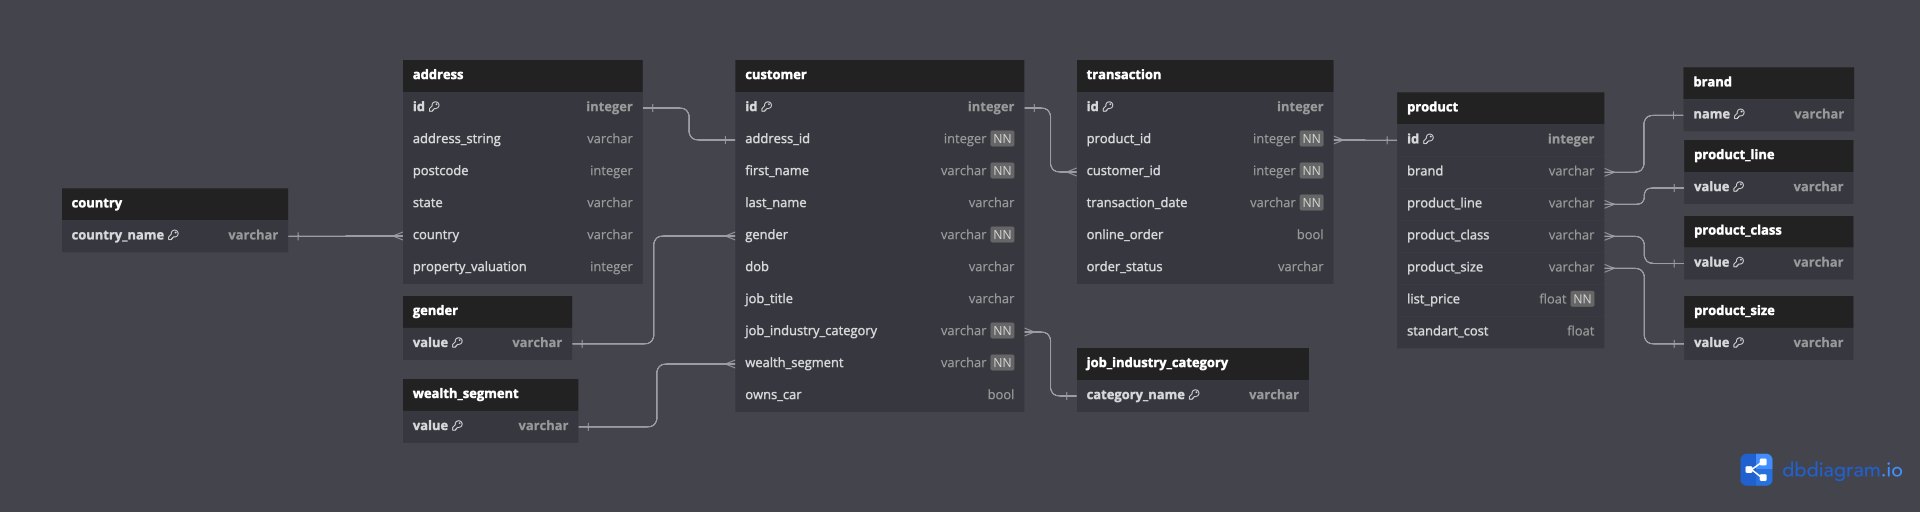 country
country_name varchar
address
id integer
address_string varchar
postcode integer
state varchar
country varchar
property_valuation integer
gender
value varchar
wealth_segment
value varchar
customer
id integer
address_id integer NN
first_name varchar NN
last_name varchar
gender varchar NN
dob varchar
job_title varchar
job_industry_category varchar NN
wealth_segment varchar NN
owns_car bool
transaction
id integer
product_id integer NN
customer_id integer NN
transaction_date varchar NN
online_order bool
order_status varchar
job_industry_category
category_name varchar
product
id integer
brand varchar
product_line varchar
product_class varchar
product_size varchar
list_price float NN
standart_cost float
brand
name varchar
product_line
value varchar
product_class
value varchar
product_size
value varchar
dbdiagram.io